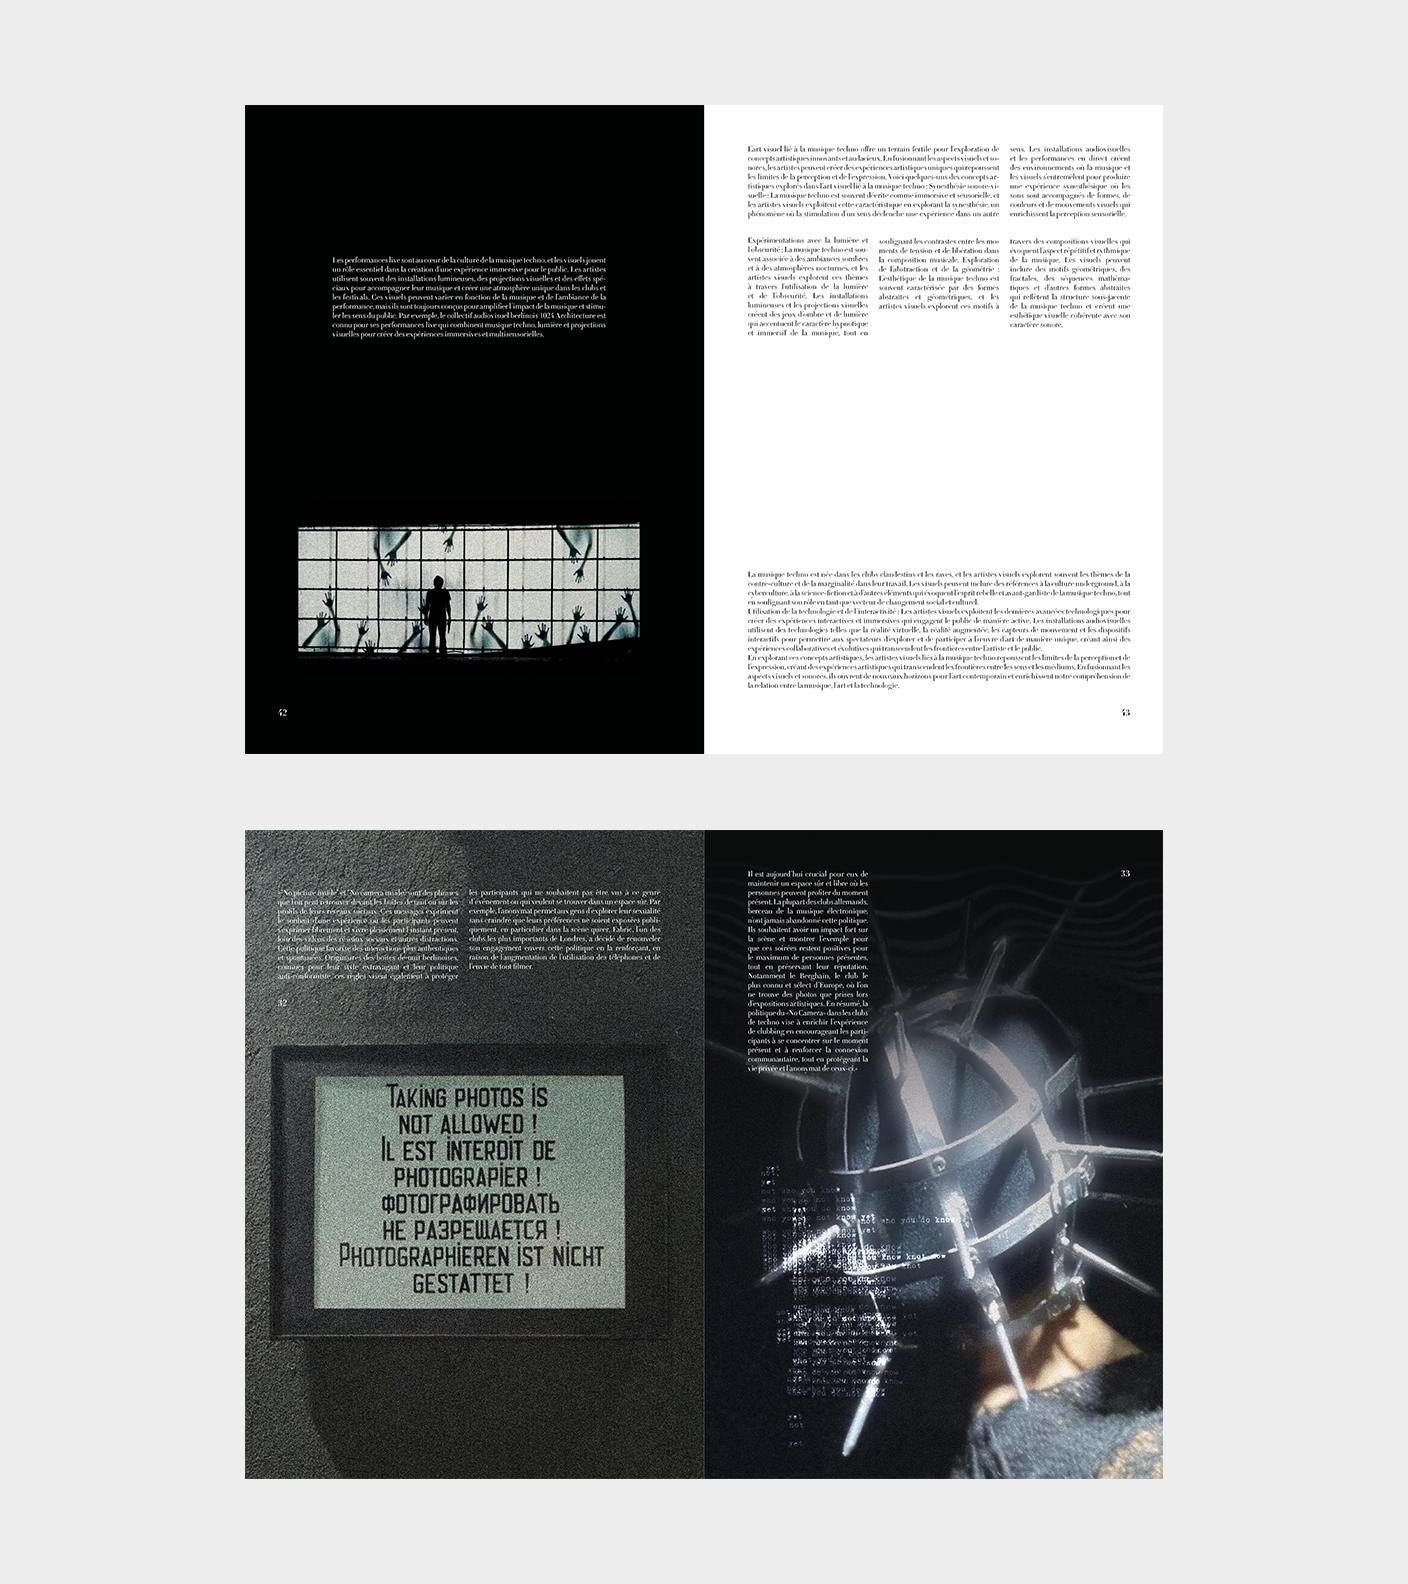 Les performances live sont au cœur de la culture de la musique techno, et les visuels jouent
un rôle essentiel dans la création d'une expérience immersive pour le public. Les artistes
utilisent souvent des installations lumineuses, des projections visuelles et des effets spé-
ciaux pour accompagner leur musique et créer une atmosphère unique dans les clubs et
les festivals. Ces visuels peuvent varier en fonction de la musique et de l'ambiance de la
performance, mais ils sont toujours conçus pour amplifier l'impact de la musique et stimu-
ler les sens du public. Par exemple, le collectif audiovisuel berlinois 1024 Architecture est
connu pour ses performances live qui combinent musique techno, lumière et projections
visuelles pour créer des expériences immersives et multisensorielles.
42
L'art visuel lié à la musique techno offre un terrain fertile pour l'exploration de
concepts artistiques innovants et audacieux. En fusionnant les aspects visuels et so-
nores, les artistes peuvent créer des expériences artistiques uniques qui repoussent
les limites de la perception et de l'expression. Voici quelques-uns des concepts ar-
tistiques explorés dans l'art visuel lié à la musique techno : Synesthésie sonore-vi-
suelle : La musique techno est souvent décrite comme immersive et sensorielle, et
les artistes visuels exploitent cette caractéristique en explorant la synesthésie, un
phénomène où la stimulation d'un sens déclenche une expérience dans un autre
sens. Les installations audiovisuelles
et les performances en direct créent
des environnements où la musique et
les visuels s'entremêlent pour produire
une expérience synesthésique où les
sons sont accompagnés de formes, de
couleurs et de mouvements visuels qui
enrichissent la perception sensorielle.
Expérimentations avec la lumière et
l'obscurité : La musique techno est sou-
vent associée à des ambiances sombres
et à des atmosphères nocturnes, et les
artistes visuels explorent ces thèmes
à travers l'utilisation de la lumière
et de l'obscurité. Les installations
lumineuses et les projections visuelles
créent des jeux d'ombre et de lumière
qui accentuent le caractère hypnotique
et immersif de la musique, tout en
soulignant les contrastes entre les mo-
ments de tension et de libération dans
la composition musicale. Exploration
de l'abstraction et de la géométrie :
L'esthétique de la musique techno est
souvent caractérisée par des formes
abstraites et géométriques, et les
artistes visuels explorent ces motifs à
travers des compositions visuelles qui
évoquent l'aspect répétitif et rythmique
de la musique. Les visuels peuvent
inclure des motifs géométriques, des
fractales, des séquences mathéma-
tiques et d'autres formes abstraites
qui reflètent la structure sous-jacente
de la musique techno et créent une
esthétique visuelle cohérente avec son
caractère sonore.
La musique techno est née dans les clubs clandestins et les raves, et les artistes visuels explorent souvent les thèmes de la
contre-culture et de la marginalité dans leur travail. Les visuels peuvent inclure des références à la culture underground, à la
cyberculture, à la science-fiction et à d'autres éléments qui évoquent l'esprit rebelle et avant-gardiste de la musique techno, tout
en soulignant son rôle en tant que vecteur de changement social et culturel.
Utilisation de la technologie et de l'interactivité : Les artistes visuels exploitent les dernières avancées technologiques pour
créer des expériences interactives et immersives qui engagent le public de manière active. Les installations audiovisuelles
utilisent des technologies telles que la réalité virtuelle, la réalité augmentée, les capteurs de mouvement et les dispositifs
interactifs pour permettre aux spectateurs d'explorer et de participer à l'œuvre d'art de manière unique, créant ainsi des
expériences collaboratives et évolutives qui transcendent les frontières entre l'artiste et le public.
En explorant ces concepts artistiques, les artistes visuels liés à la musique techno repoussent les limites de la perception et de
l'expression, créant des expériences artistiques qui transcendent les frontières entre les sens et les médiums. En fusionnant les
aspects visuels et sonores, ils ouvrent de nouveaux horizons pour l'art contemporain et enrichissent notre compréhension de
la relation entre la musique, l'art et la technologie.
43
« 'No picture inside' et 'No camera inside' sont des phrases
que l'on peut retrouver devant les boîtes de nuit ou sur les
profils de leurs réseaux sociaux. Ces messages expriment
le souhait d'une expérience où les participants peuvent
s'exprimer librement et vivre pleinement l'instant présent,
loin des vidéos des réseaux sociaux et autres distractions.
Cette politique favorise des interactions plus authentiques
et spontanées. Originaires des boîtes de nuit berlinoises,
connues pour leur style extravagant et leur politique
anti-conformiste, ces règles visent également à protéger
les participants qui ne souhaitent pas être vus à ce genre
d'événement ou qui veulent se trouver dans un espace sûr. Par
exemple, l'anonymat permet aux gens d'explorer leur sexualité
sans craindre que leurs préférences ne soient exposées publi-
quement, en particulier dans la scène queer. Fabric, l'un des
clubs les plus importants de Londres, a décidé de renouveler
son engagement envers cette politique en la renforçant, en
raison de l'augmentation de l'utilisation des téléphones et de
l'envie de tout filmer.
32
TAKING PHOTOS IS
NOT ALLOWED !
IL EST INTERDIT DE
PHOTOGRAPIER !
ФОТОГРАФИРОВАТЬ
НЕ РАЗРЕШАЕТСЯ !
PHOTOGRAPHIEREN IST NICHT
GESTATTET !
Il est aujourd'hui crucial pour eux de
maintenir un espace sûr et libre où les
personnes peuvent profiter du moment
présent. La plupart des clubs allemands,
berceau de la musique électronique,
n'ont jamais abandonné cette politique.
Ils souhaitent avoir un impact fort sur
la scène et montrer l'exemple pour
que ces soirées restent positives pour
le maximum de personnes présentes,
tout en préservant leur réputation.
Notamment le Berghain, le club le
plus connu et sélect d'Europe, où l'on
ne trouve des photos que prises lors
d'expositions artistiques. En résumé, la
politique du «No Camera» dans les clubs
de techno vise à enrichir l'expérience
de clubbing en encourageant les parti-
cipants à se concentrer sur le moment
présent et à renforcer la connexion
communautaire, tout en protégeant la
vie privée et l'anonymat de ceux-ci.»
33
yet
not
yet
not who you know
who you not know
set who you do know
who you do not know yet
not who you do know
yet
not
yet